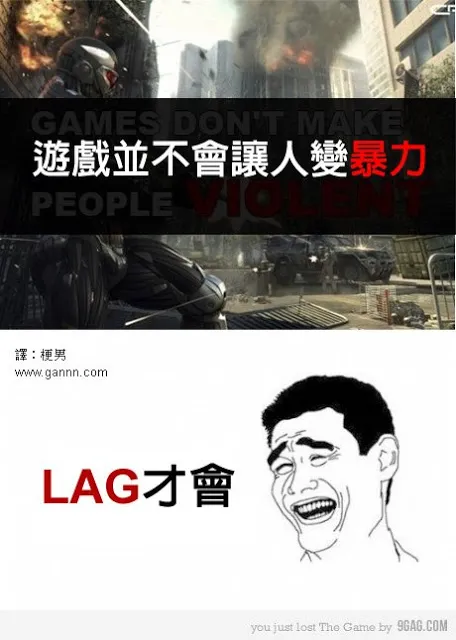 GAMES DON'T MAKE
遊戲並不會讓人變暴力
PEOPLE VIOLENT
譯：梗男
www.gannn.com
LAG才會
you just lost The Game by 9GAG.COM